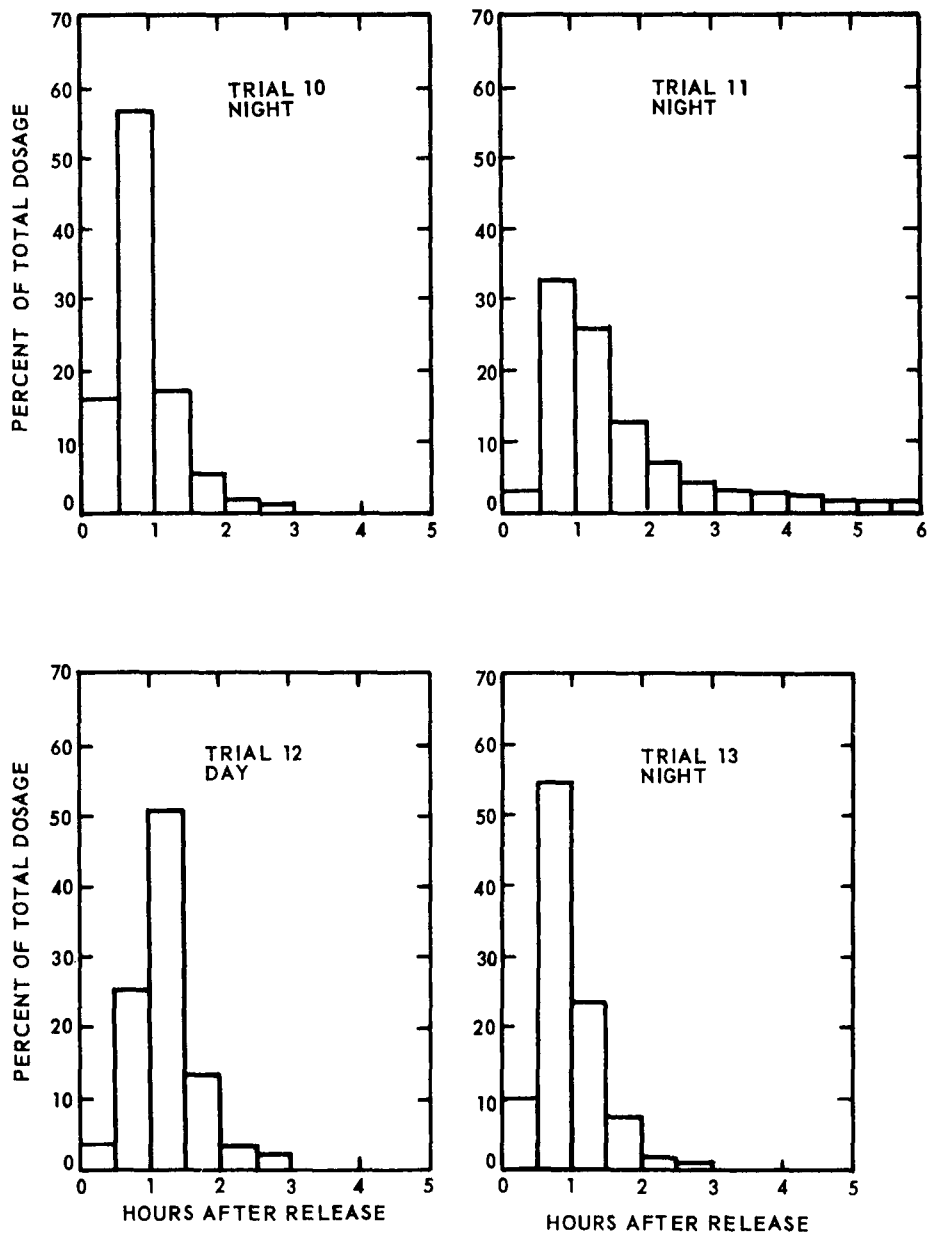 PERCENT OF TOTAL DOSAGE
70
60
50
40
30
20
10
0
TRIAL 10
NIGHT
0 1 2 3 4 5
70
60
50
40
30
20
10
0
TRIAL 11
NIGHT
0 1 2 3 4 5 6
PERCENT OF TOTAL DOSAGE
70
60
50
40
30
20
10
0
TRIAL 12
DAY
0 1 2 3 4 5
HOURS AFTER RELEASE
70
60
50
40
30
20
10
0
TRIAL 13
NIGHT
0 1 2 3 4 5
HOURS AFTER RELEASE